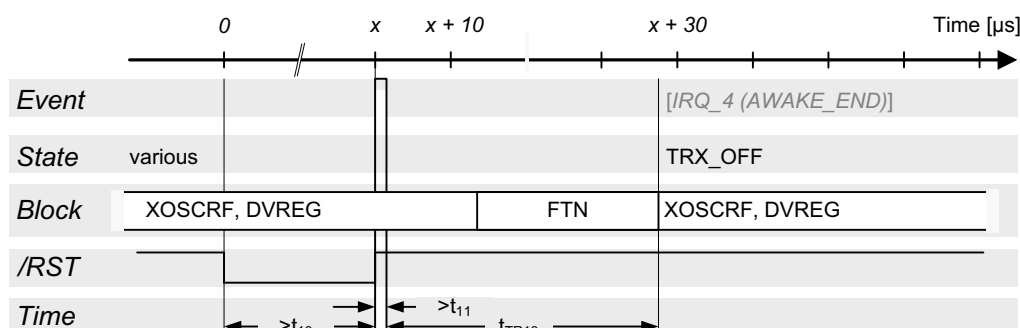 0 x x + 10 x + 30 Time [µs]
Event [IRQ_4 (AWAKE_END)]
State various TRX_OFF
Block XOSCRF, DVREG FTN XOSCRF, DVREG
/RST
Time >t11